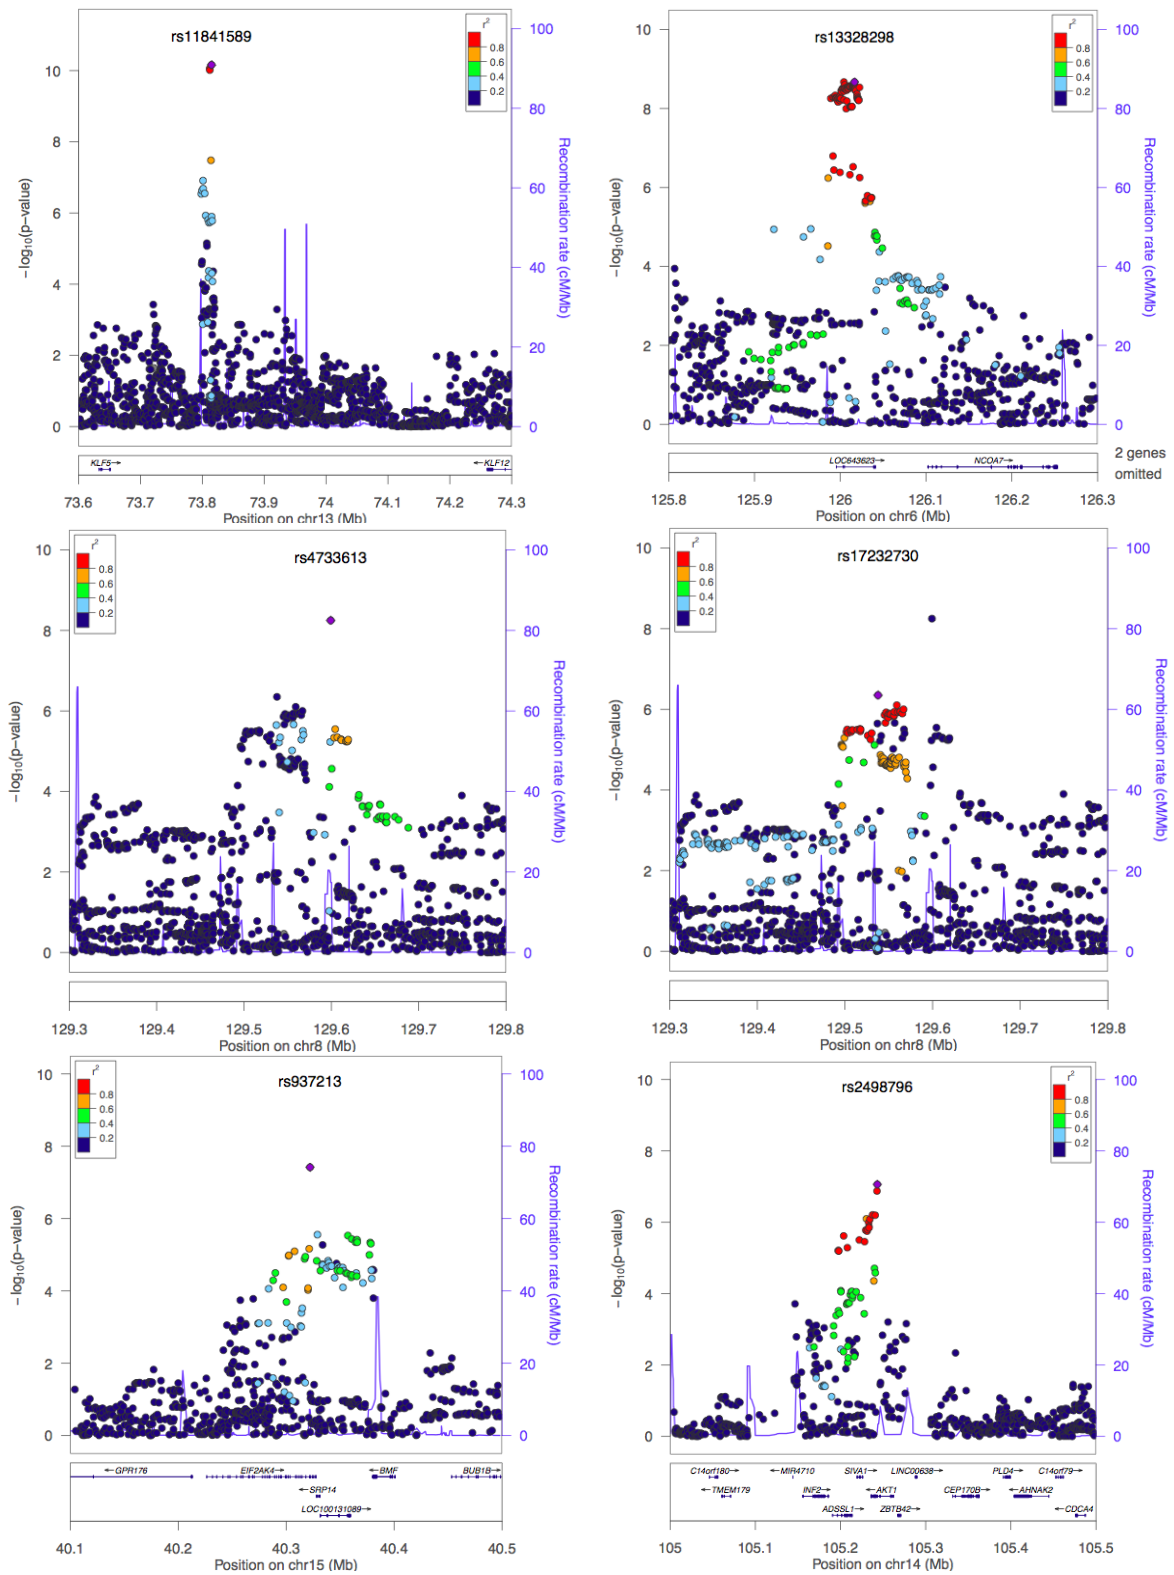 rs11841589
r²
0.8
0.6
0.4
0.2
10
8
6
4
2
0
−log₁₀(p−value)
100
80
60
40
20
0
Recombination rate (cM/Mb)
KLF5→
←KLF12
73.6 73.7 73.8 73.9 74 74.1 74.2 74.3
Position on chr13 (Mb)
rs13328298
r²
0.8
0.6
0.4
0.2
10
8
6
4
2
0
−log₁₀(p−value)
100
80
60
40
20
0
Recombination rate (cM/Mb)
LOC643623→
NCOA7→
2 genes
omitted
125.8 125.9 126 126.1 126.2 126.3
Position on chr6 (Mb)
rs4733613
r²
0.8
0.6
0.4
0.2
10
8
6
4
2
0
−log₁₀(p−value)
100
80
60
40
20
0
Recombination rate (cM/Mb)
129.3 129.4 129.5 129.6 129.7 129.8
Position on chr8 (Mb)
rs17232730
r²
0.8
0.6
0.4
0.2
10
8
6
4
2
0
−log₁₀(p−value)
100
80
60
40
20
0
Recombination rate (cM/Mb)
129.3 129.4 129.5 129.6 129.7 129.8
Position on chr8 (Mb)
rs937213
r²
0.8
0.6
0.4
0.2
10
8
6
4
2
0
−log₁₀(p−value)
100
80
60
40
20
0
Recombination rate (cM/Mb)
←GPR176 EIF2AK4→ ←BMF BUB1B→
←SRP14
LOC100131089→
40.1 40.2 40.3 40.4 40.5
Position on chr15 (Mb)
rs2498796
r²
0.8
0.6
0.4
0.2
10
8
6
4
2
0
−log₁₀(p−value)
100
80
60
40
20
0
Recombination rate (cM/Mb)
C14orf180→ ←MIR4710 SIVA1→ LINC00638→ PLD4→ C14orf79→
←TMEM179 INF2→ ←AKT1 CEP170B→ ←AHNAK2
ADSSL1→ ZBTB42→ ←CDCA4
105 105.1 105.2 105.3 105.4 105.5
Position on chr14 (Mb)